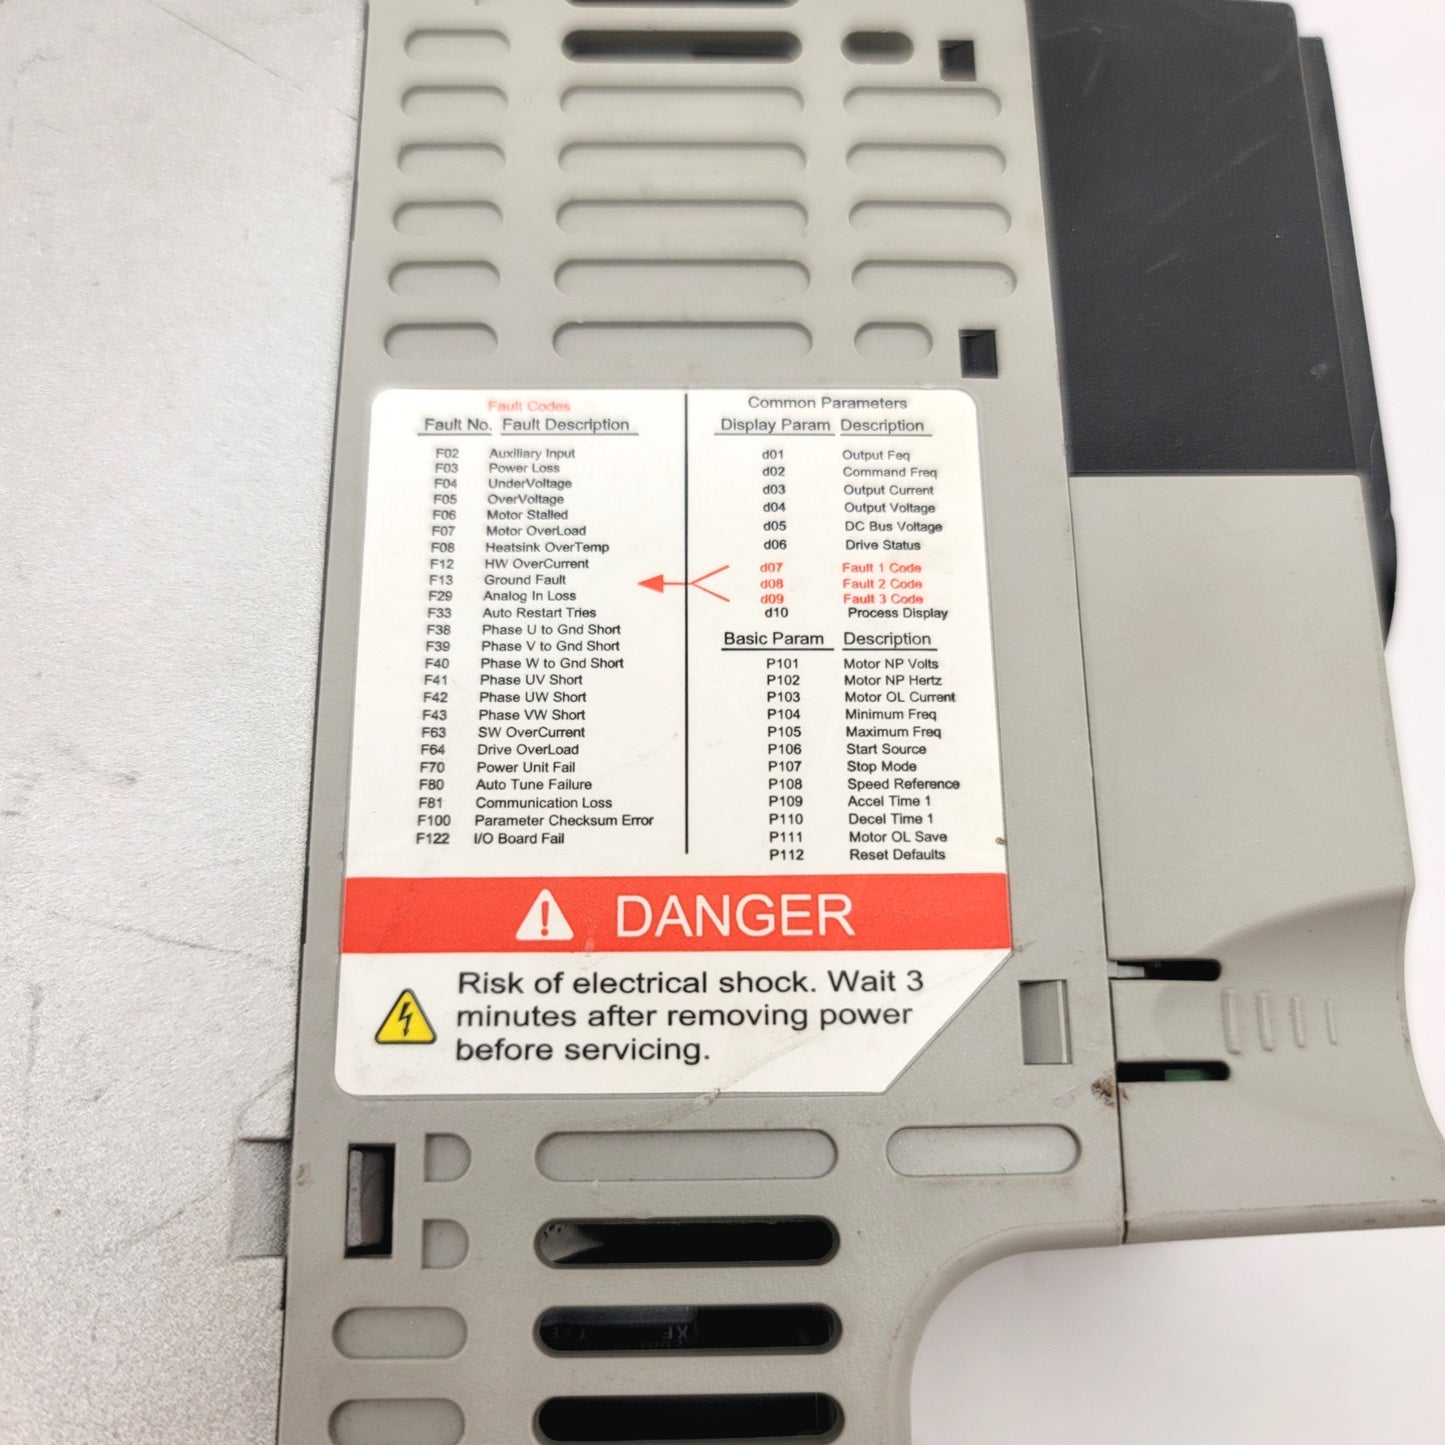 Fault Codes
Fault No. Fault Description
F02 Auxiliary Input
F03 Power Loss
F04 UnderVoltage
F05 OverVoltage
F06 Motor Stalled
F07 Motor OverLoad
F08 Heatsink OverTemp
F12 HW OverCurrent
F13 Ground Fault
F29 Analog In Loss
F33 Auto Restart Tries
F38 Phase U to Gnd Short
F39 Phase V to Gnd Short
F40 Phase W to Gnd Short
F41 Phase UV Short
F42 Phase UW Short
F43 Phase VW Short
F63 SW OverCurrent
F64 Drive OverLoad
F70 Power Unit Fail
F80 Auto Tune Failure
F81 Communication Loss
F100 Parameter Checksum Error
F122 I/O Board Fail
Common Parameters
Display Param Description
d01 Output Feq
d02 Command Freq
d03 Output Current
d04 Output Voltage
d05 DC Bus Voltage
d06 Drive Status
d07 Fault 1 Code
d08 Fault 2 Code
d09 Fault 3 Code
d10 Process Display
Basic Param Description
P101 Motor NP Volts
P102 Motor NP Hertz
P103 Motor OL Current
P104 Minimum Freq
P105 Maximum Freq
P106 Start Source
P107 Stop Mode
P108 Speed Reference
P109 Accel Time 1
P110 Decel Time 1
P111 Motor OL Save
P112 Reset Defaults
DANGER
Risk of electrical shock. Wait 3
minutes after removing power
before servicing.